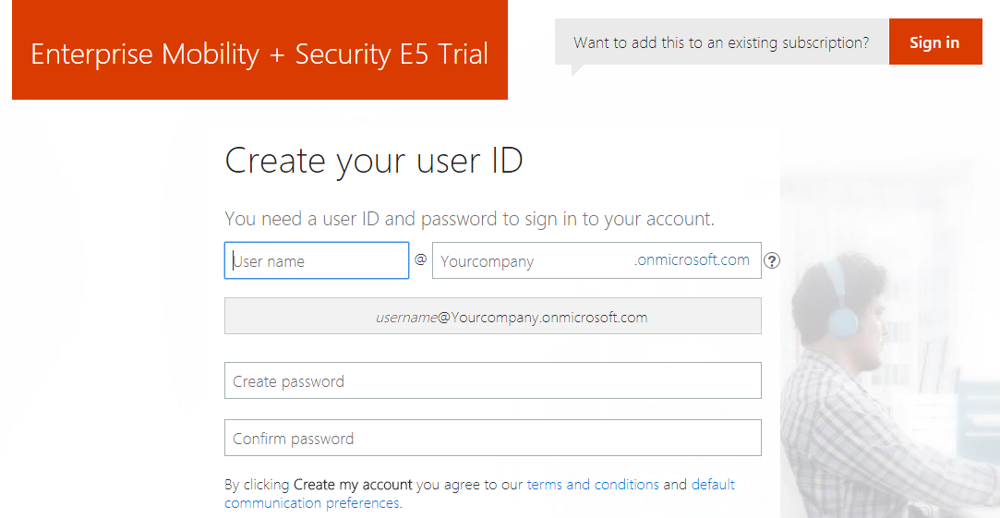 Enterprise Mobility + Security E5 Trial
Want to add this to an existing subscription?
Sign in
Create your user ID
You need a user ID and password to sign in to your account.
User name @ Yourcompany .onmicrosoft.com ?
username@Yourcompany.onmicrosoft.com
Create password
Confirm password
By clicking Create my account you agree to our terms and conditions and default
communication preferences.